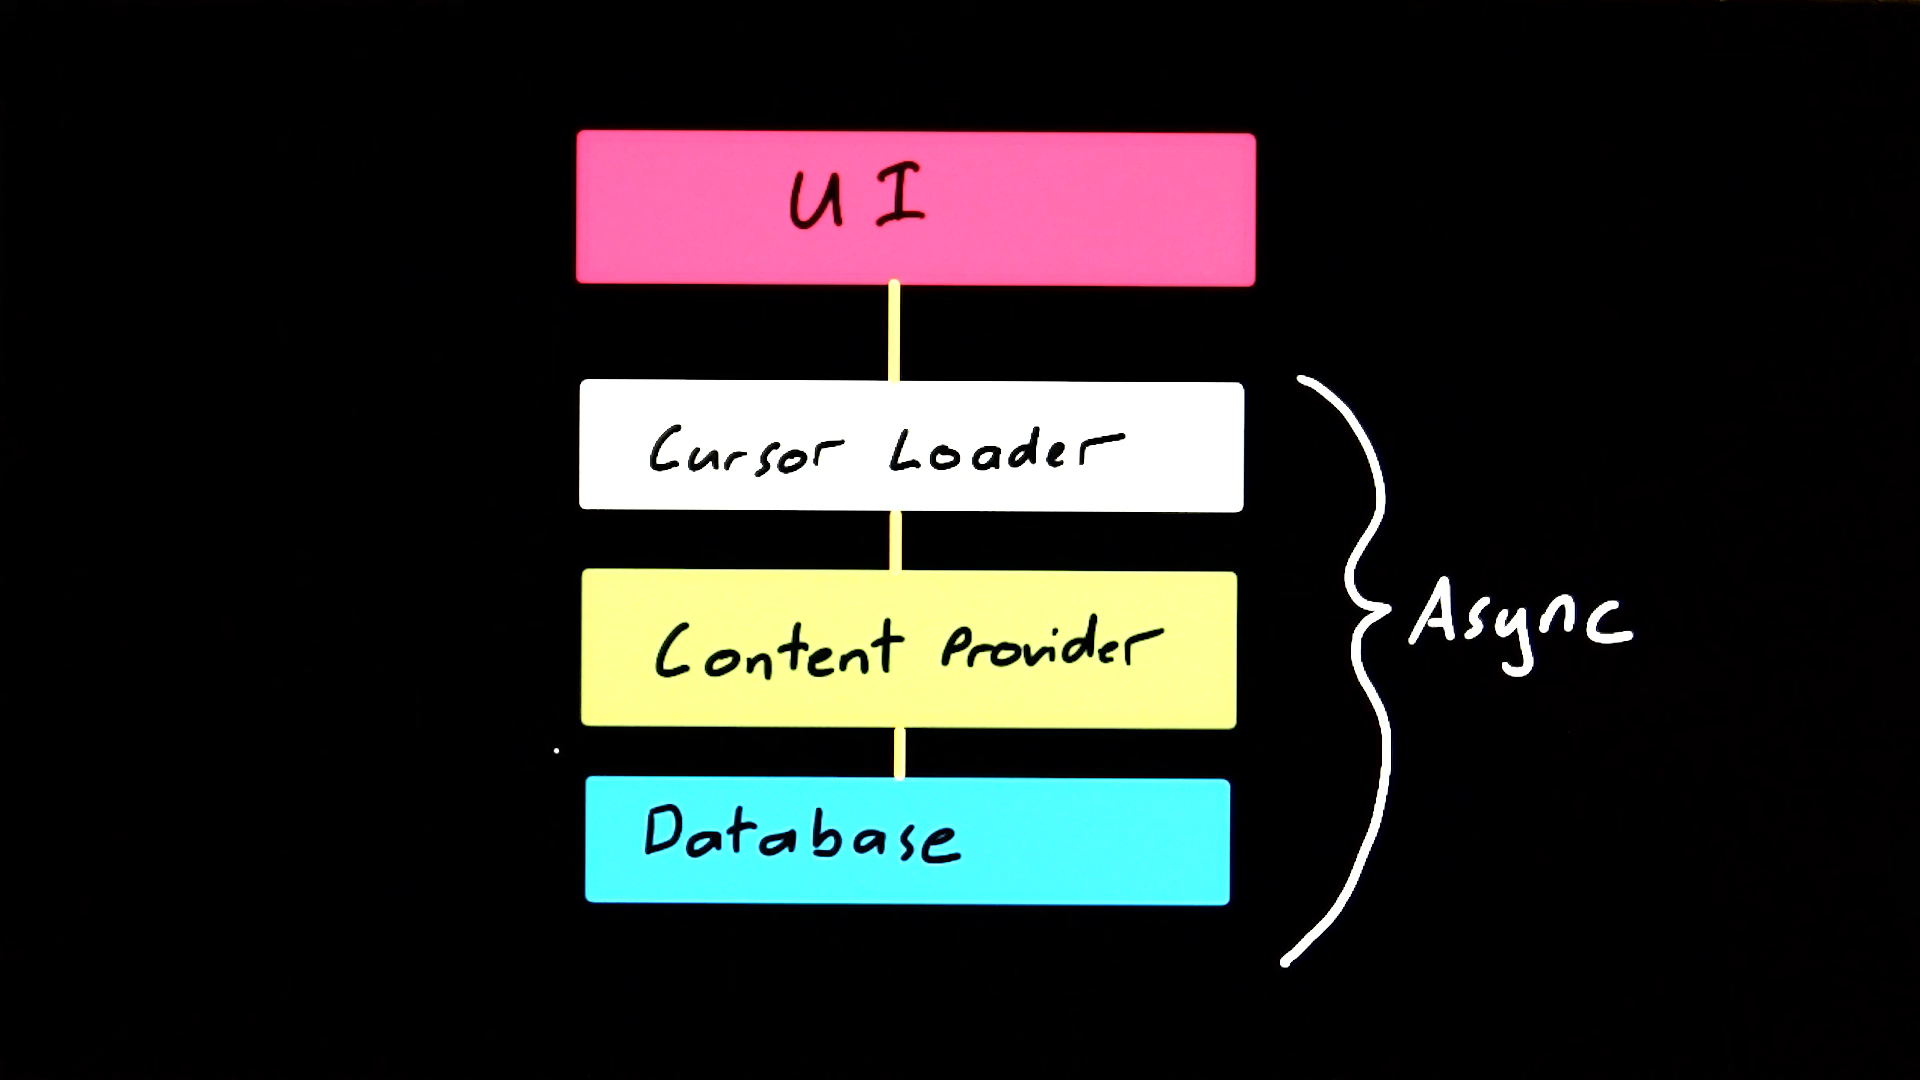 UI
Cursor Loader
Content Provider
Async
Database